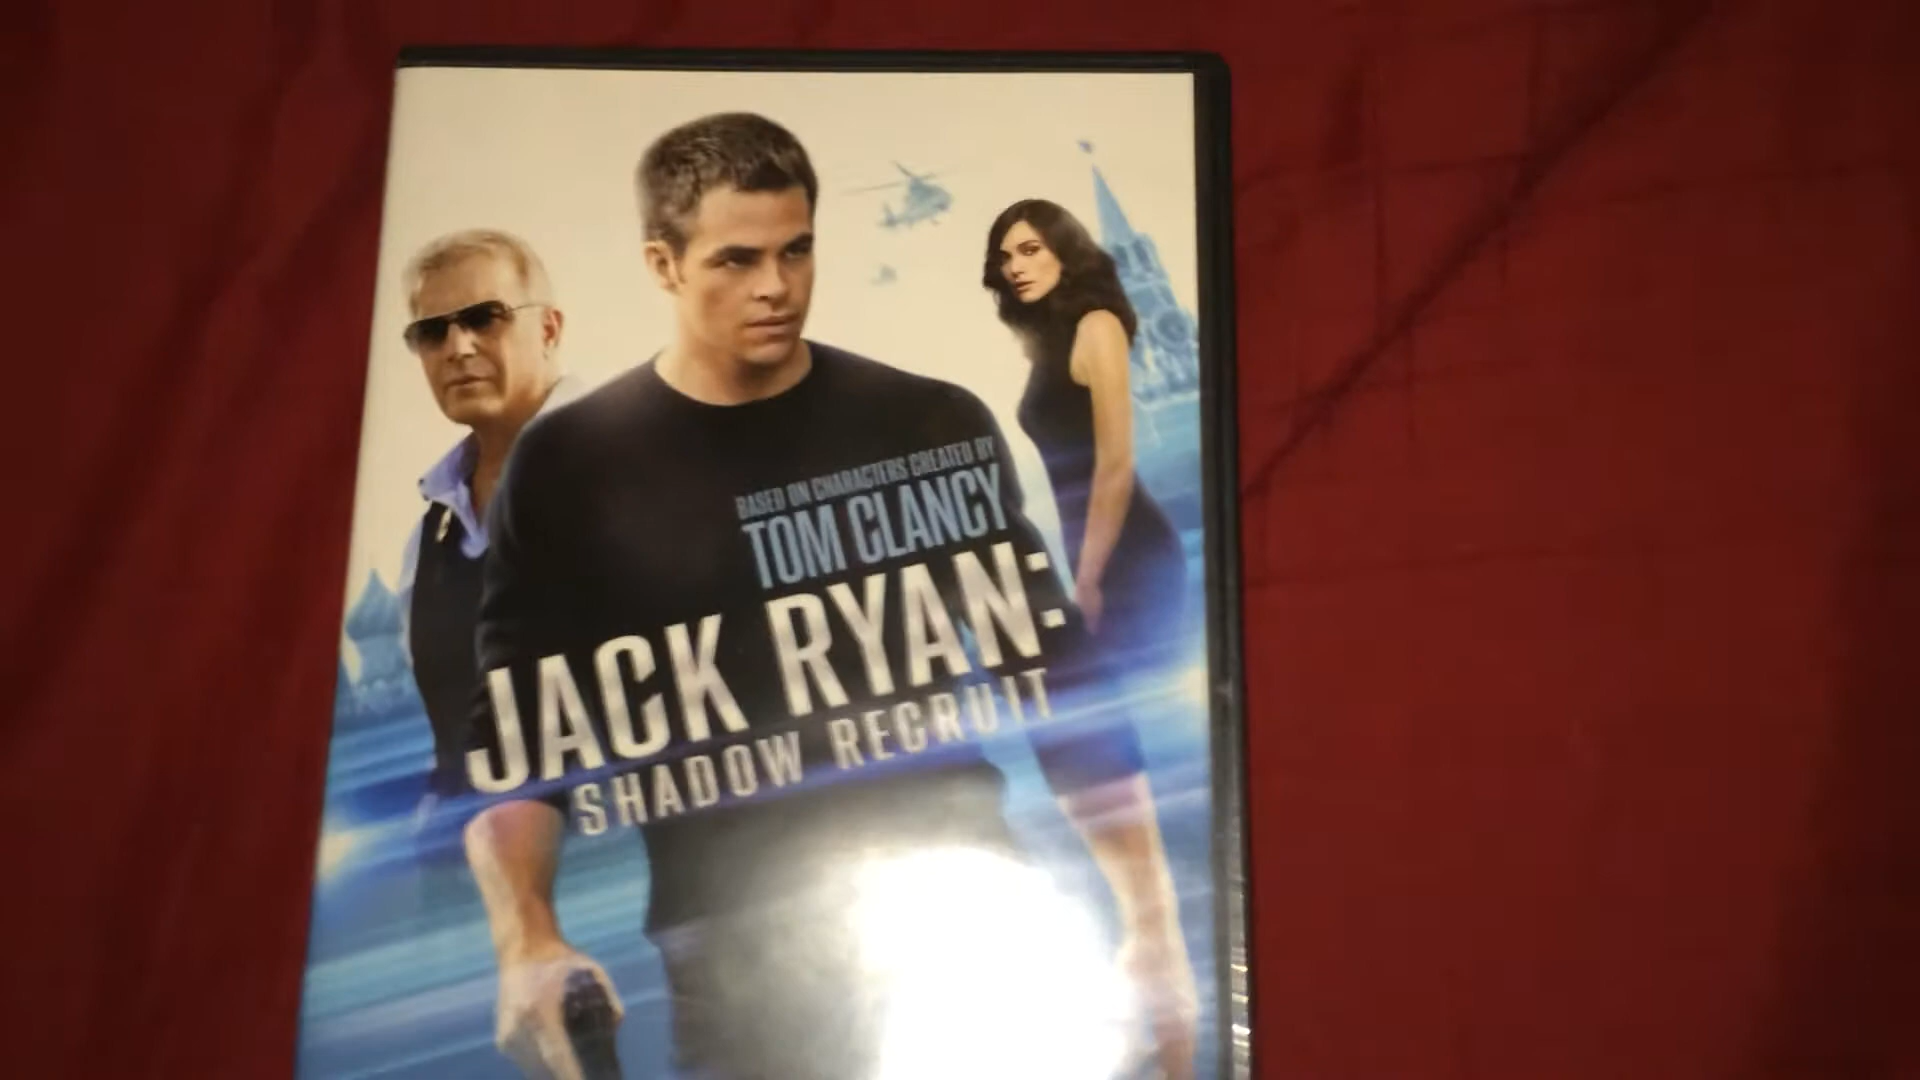 BASED ON CHARACTERS CREATED BY
TOM CLANCY
JACK RYAN:
SHADOW RECRUIT